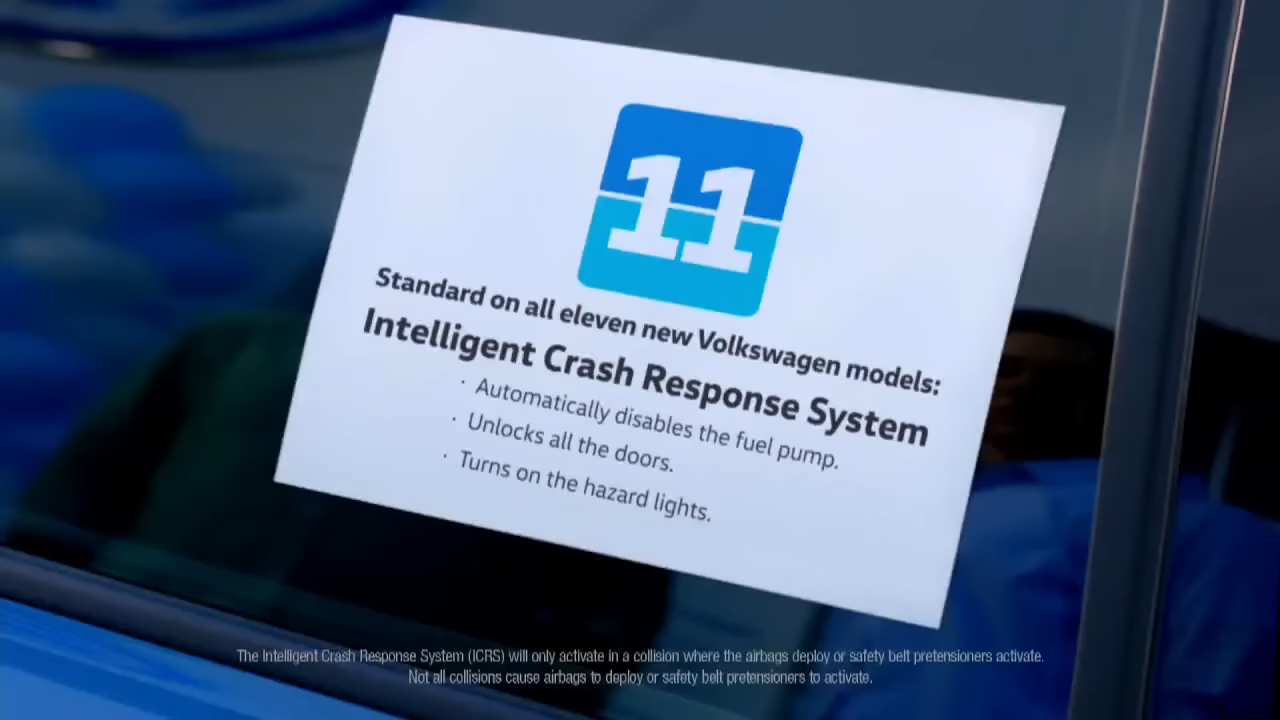 11
Standard on all eleven new Volkswagen models:
Intelligent Crash Response System
· Automatically disables the fuel pump.
· Unlocks all the doors.
· Turns on the hazard lights.
The Intelligent Crash Response System (ICRS) will only activate in a collision where the airbags deploy or safety belt pretensioners activate.
Not all collisions cause airbags to deploy or safety belt pretensioners to activate.